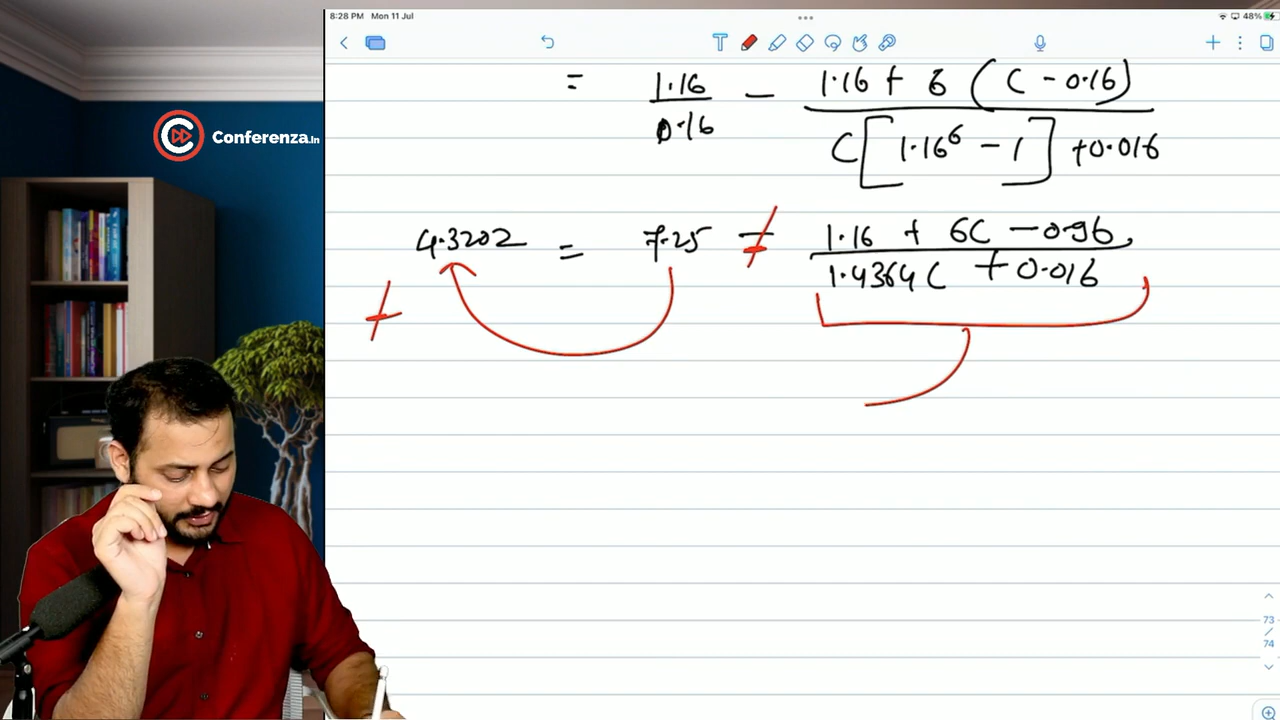 8:28 PM Mon 11 Jul
48%
Conferenza.In
= 1.16 / 0.16 - 1.16 + 6 (C - 0.16) / C [1.16^6 - 1] + 0.016
4.3202 = 7.25 - 1.16 + 6C - 0.96 / 1.4364C + 0.016
73
/
74